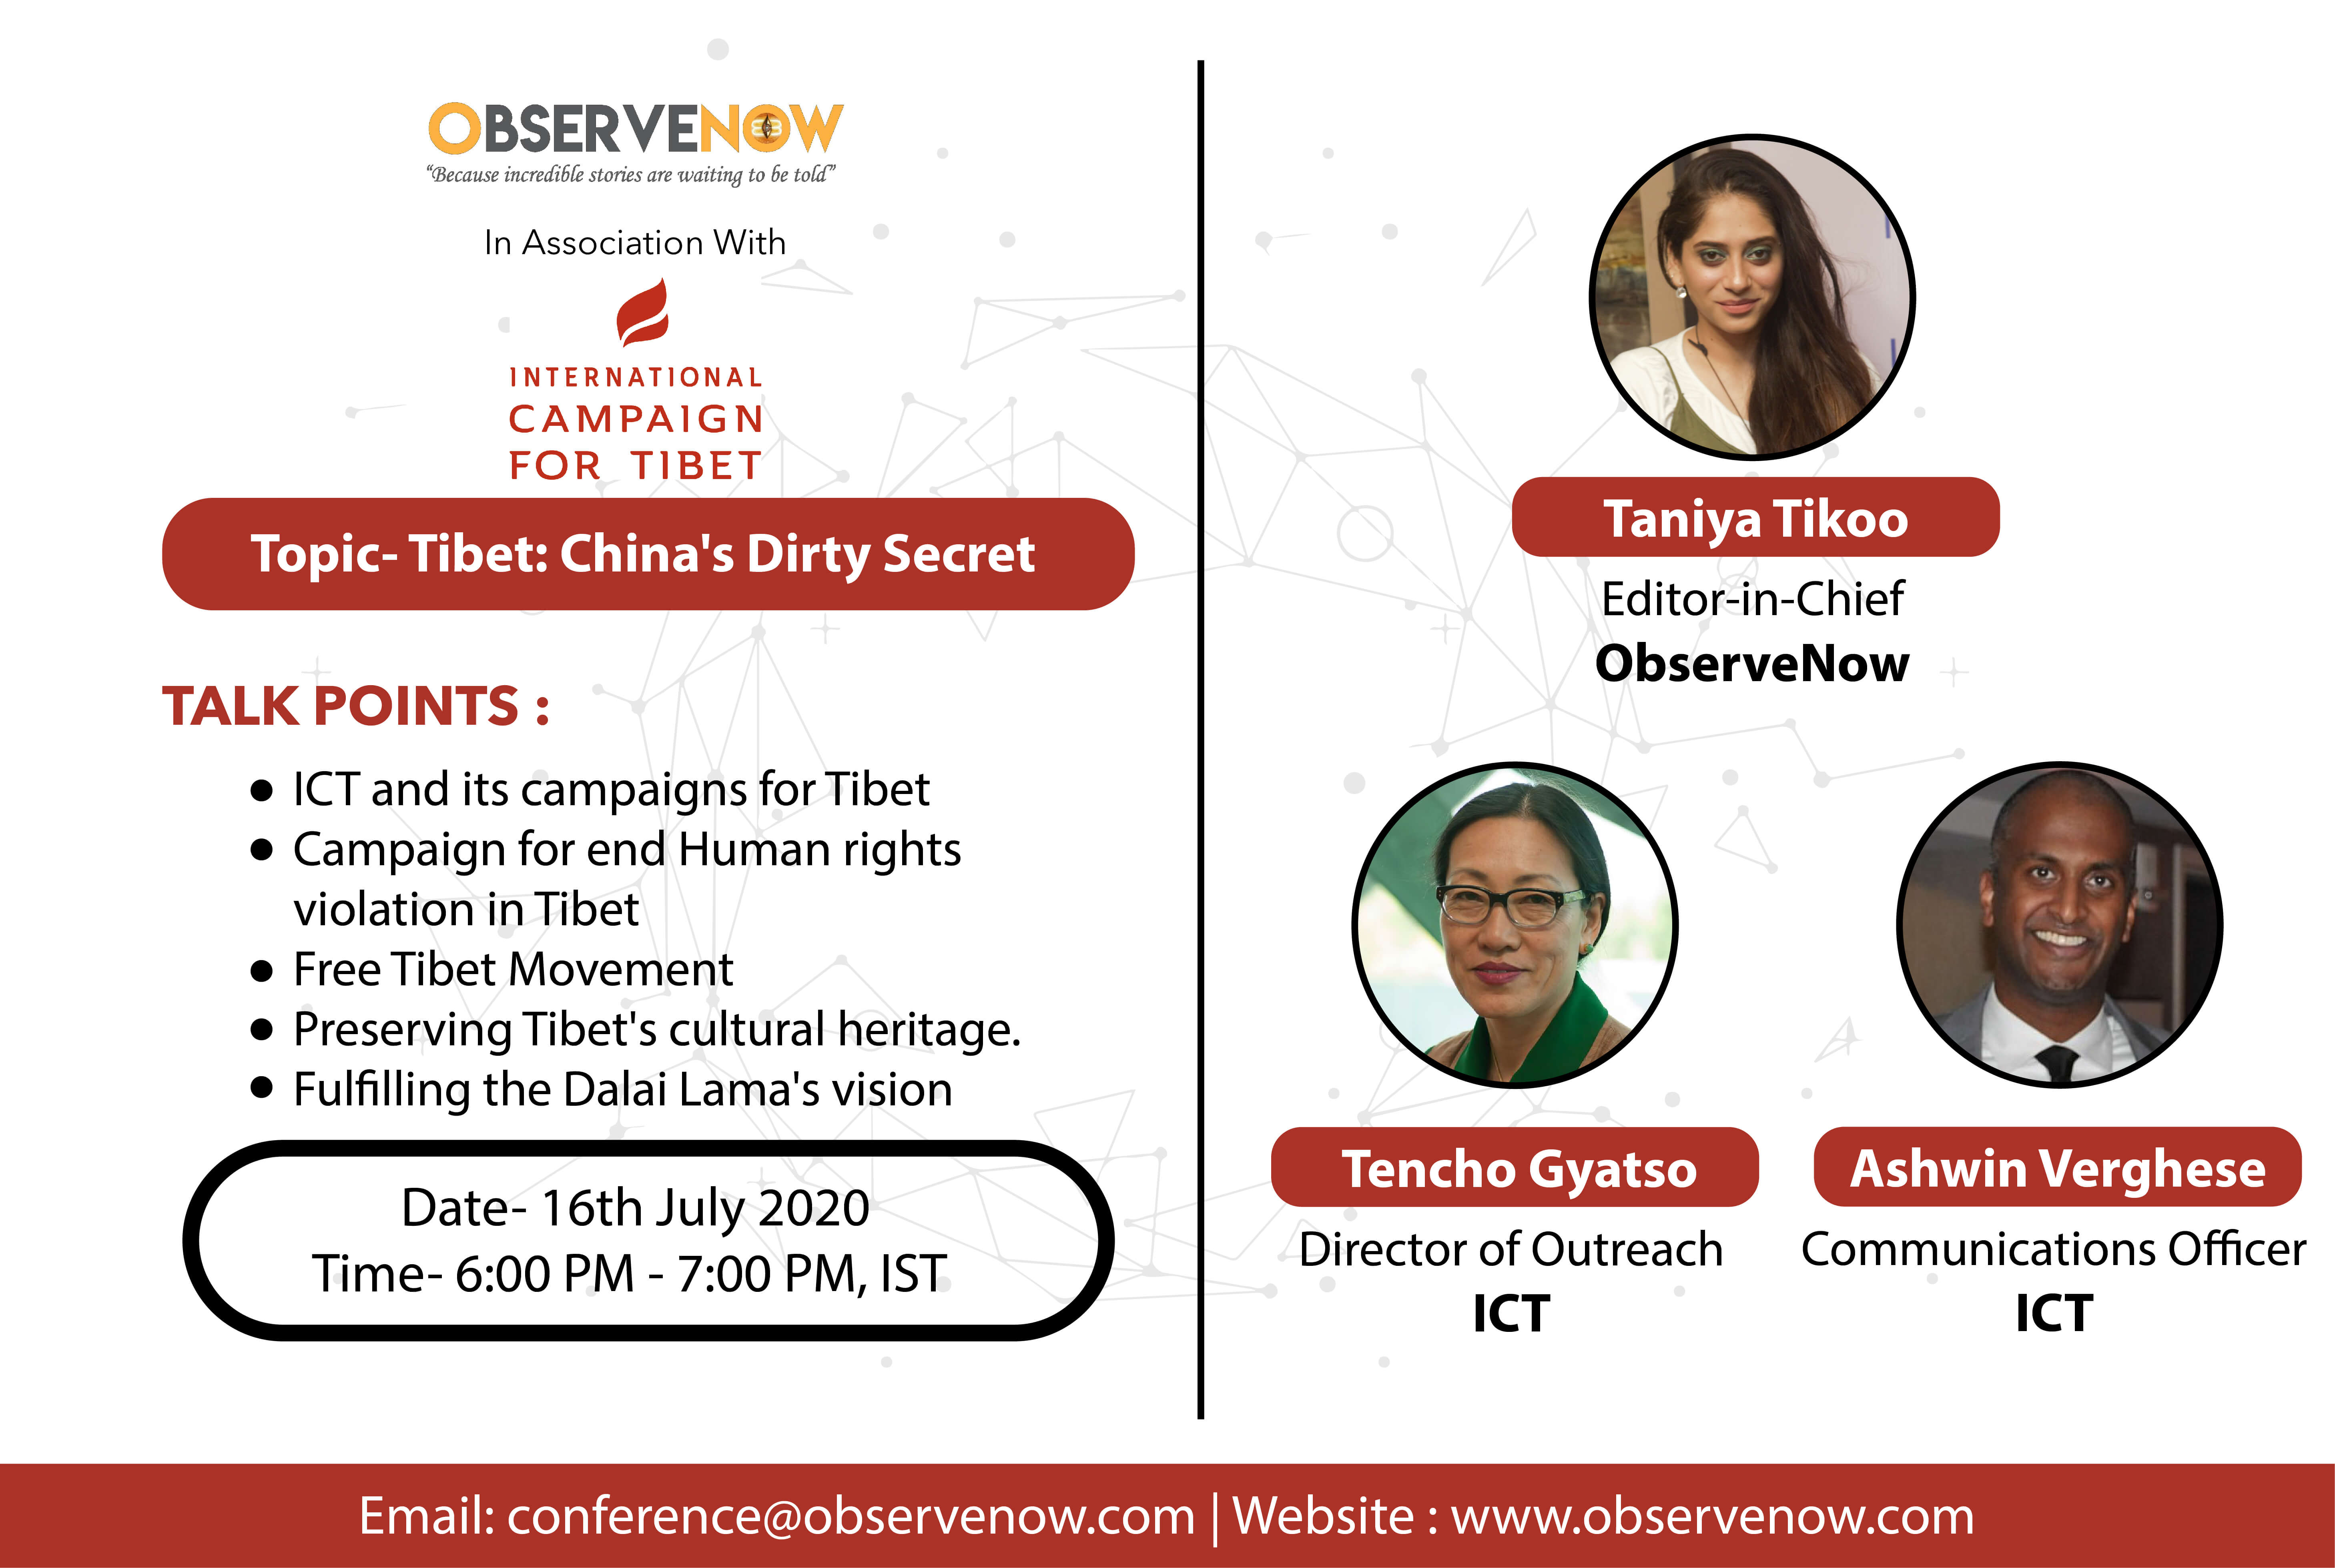 OBSERVENOW
“Because incredible stories are waiting to be told”
In Association With
INTERNATIONAL
CAMPAIGN
FOR TIBET
Topic- Tibet: China's Dirty Secret
TALK POINTS :
● ICT and its campaigns for Tibet
● Campaign for end Human rights
violation in Tibet
● Free Tibet Movement
● Preserving Tibet's cultural heritage.
● Fulfilling the Dalai Lama's vision
Date- 16th July 2020
Time- 6:00 PM - 7:00 PM, IST
Taniya Tikoo
Editor-in-Chief
ObserveNow
Tencho Gyatso
Director of Outreach
ICT
Ashwin Verghese
Communications Officer
ICT
Email: conference@observenow.com | Website : www.observenow.com